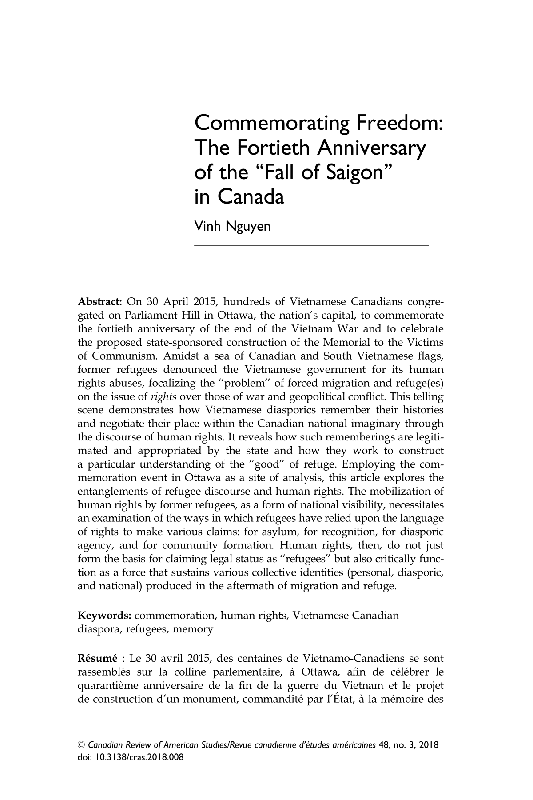 Commemorating Freedom:
The Fortieth Anniversary
of the “Fall of Saigon”
in Canada
Vinh Nguyen
Abstract: On 30 April 2015, hundreds of Vietnamese Canadians congre-
gated on Parliament Hill in Ottawa, the nation’s capital, to commemorate
the fortieth anniversary of the end of the Vietnam War and to celebrate
the proposed state-sponsored construction of the Memorial to the Victims
of Communism. Amidst a sea of Canadian and South Vietnamese flags,
former refugees denounced the Vietnamese government for its human
rights abuses, focalizing the “problem” of forced migration and refuge(es)
on the issue of rights over those of war and geopolitical conflict. This telling
scene demonstrates how Vietnamese diasporics remember their histories
and negotiate their place within the Canadian national imaginary through
the discourse of human rights. It reveals how such rememberings are legiti-
mated and appropriated by the state and how they work to construct
a particular understanding of the “good” of refuge. Employing the com-
memoration event in Ottawa as a site of analysis, this article explores the
entanglements of refugee discourse and human rights. The mobilization of
human rights by former refugees, as a form of national visibility, necessitates
an examination of the ways in which refugees have relied upon the language
of rights to make various claims: for asylum, for recognition, for diasporic
agency, and for community formation. Human rights, then, do not just
form the basis for claiming legal status as “refugees” but also critically func-
tion as a force that sustains various collective identities (personal, diasporic,
and national) produced in the aftermath of migration and refuge.
Keywords: commemoration, human rights, Vietnamese Canadian
diaspora, refugees, memory
Résumé : Le 30 avril 2015, des centaines de Vietnamo-Canadiens se sont
rassemblés sur la colline parlementaire, à Ottawa, afin de célébrer le
quarantième anniversaire de la fin de la guerre du Vietnam et le projet
de construction d’un monument, commandité par l’État, à la mémoire des
© Canadian Review of American Studies/Revue canadienne d’études américaines 48, no. 3, 2018
doi: 10.3138/cras.2018.008